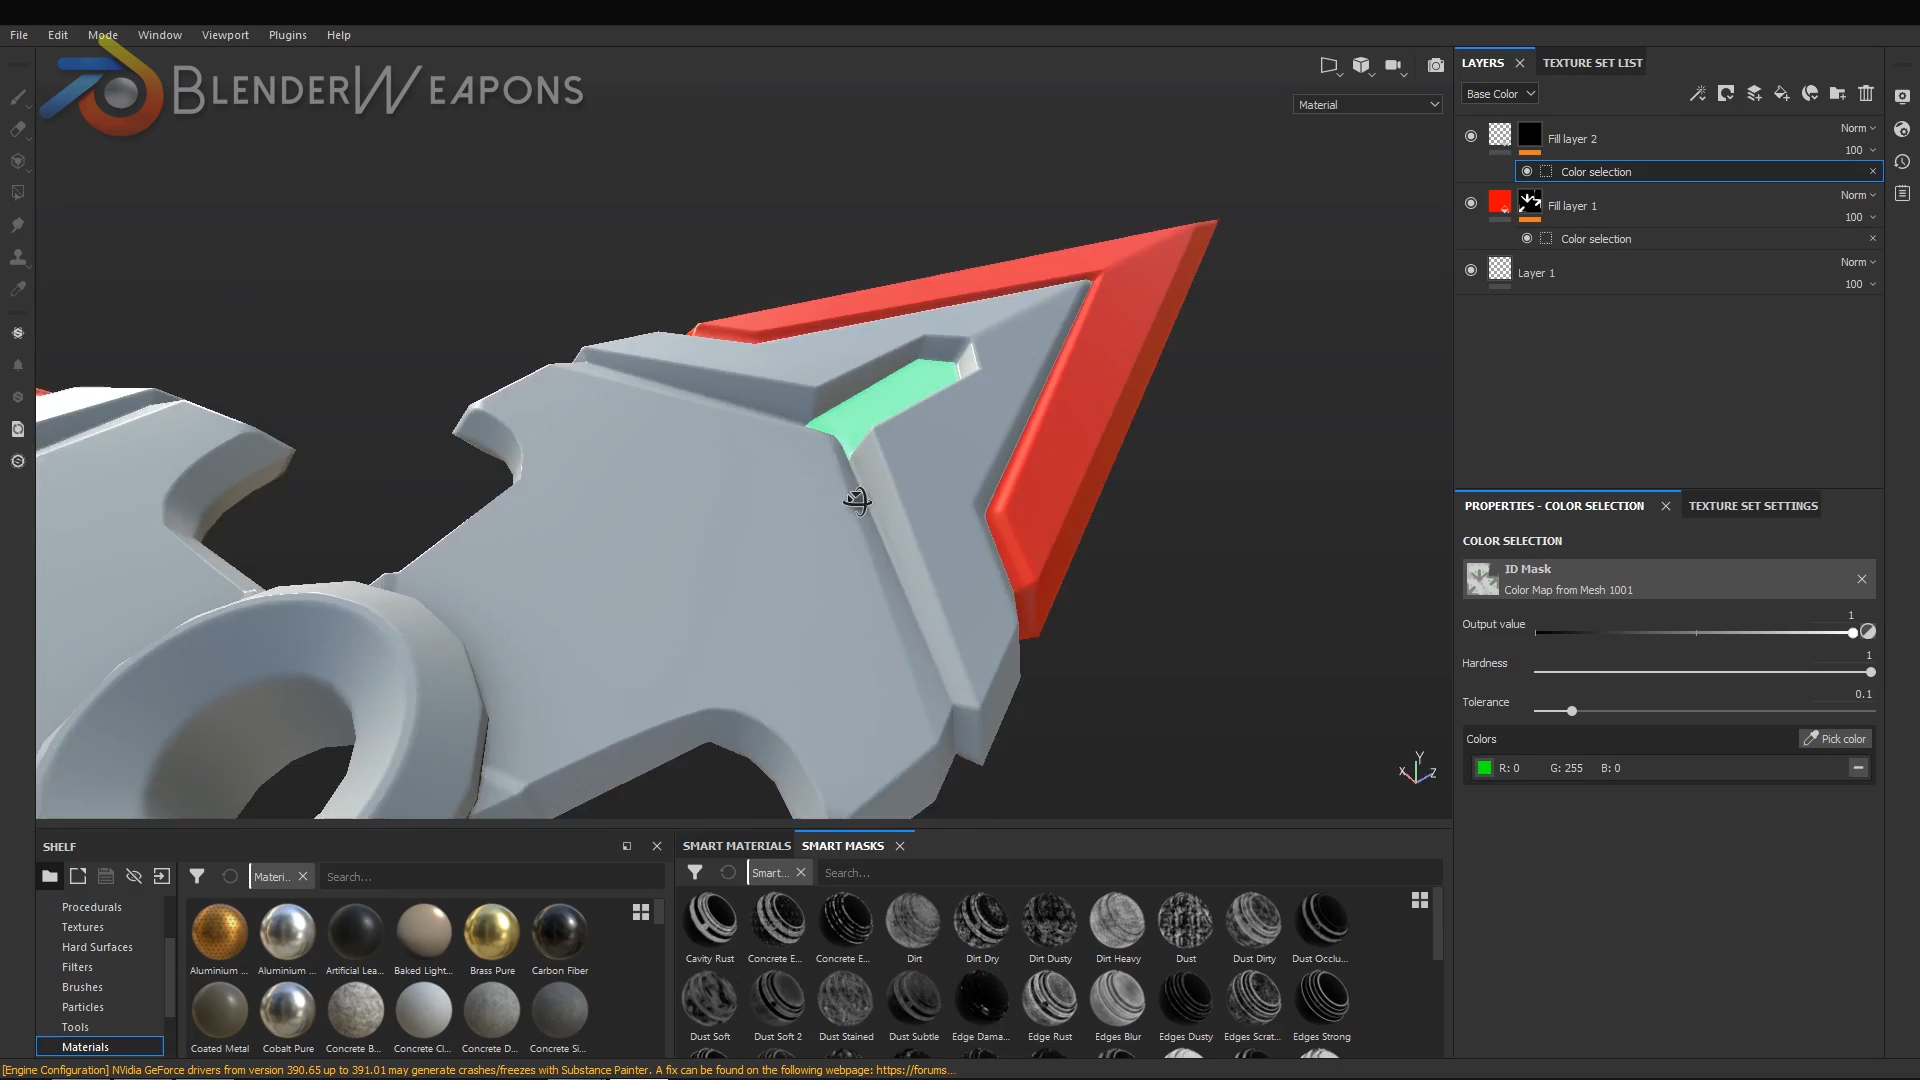 File Edit Mode Window Viewport Plugins Help
BLENDERWEAPONS
Material
LAYERS TEXTURE SET LIST
Base Color
Fill layer 2 Norm
100
Color selection
Fill layer 1 Norm
100
Color selection
Layer 1 Norm
100
PROPERTIES - COLOR SELECTION TEXTURE SET SETTINGS
COLOR SELECTION
ID Mask
Color Map from Mesh 1001
Output value 1
Hardness 1
Tolerance 0.1
Colors Pick color
R: 0 G: 255 B: 0
Y
X Z
SHELF
Materi... Search...
Procedurals
Textures
Hard Surfaces
Filters
Brushes
Particles
Tools
Materials
Aluminium ... Aluminium ... Artificial Lea... Baked Light... Brass Pure Carbon Fiber
Coated Metal Cobalt Pure Concrete B... Concrete Cl... Concrete D... Concrete Si...
SMART MATERIALS SMART MASKS
Smart... Search...
Cavity Rust Concrete E... Concrete E... Dirt Dirt Dry Dirt Dusty Dirt Heavy Dust Dust Dirty Dust Occlu...
Dust Soft Dust Soft 2 Dust Stained Dust Subtle Edge Dama... Edge Rust Edges Blur Edges Dusty Edges Scrat... Edges Strong
[Engine Configuration] NVidia GeForce drivers from version 390.65 up to 391.01 may generate crashes/freezes with Substance Painter. A fix can be found on the following webpage: https://forums...